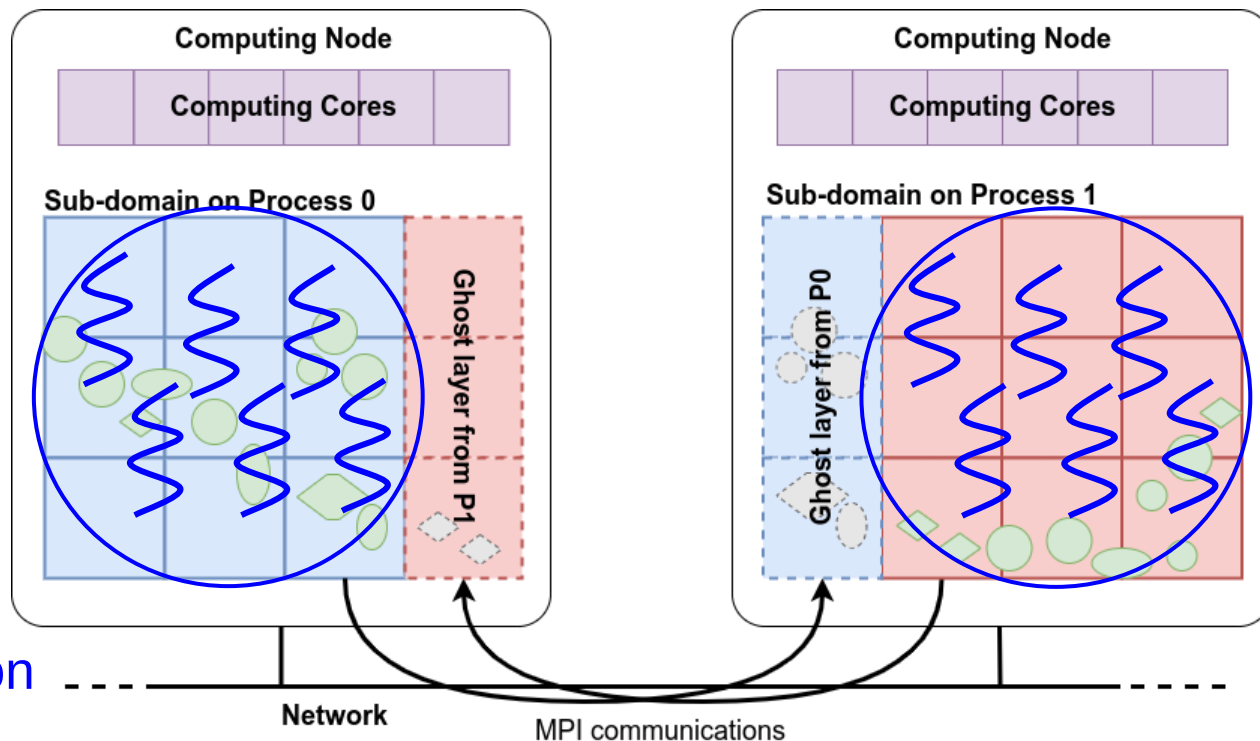 Computing Node
Computing Cores
Sub-domain on Process 0
Ghost layer from P1
Computing Node
Computing Cores
Sub-domain on Process 1
Ghost layer from P0
on
Network
MPI communications